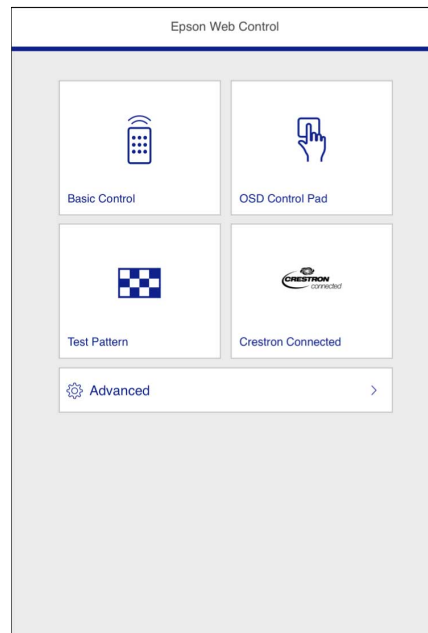 Epson Web Control
Basic Control
OSD Control Pad
CRESTRON
connected
Test Pattern
Crestron Connected
Advanced